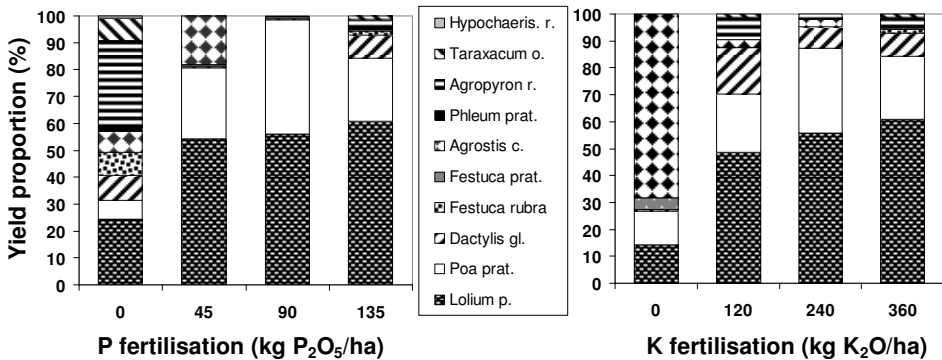 Yield proportion (%)
100
90
80
70
60
50
40
30
20
10
0
0 45 90 135
P fertilisation (kg P₂O₅/ha)
Hypochaeris. r.
Taraxacum o.
Agropyron r.
Phleum prat.
Agrostis c.
Festuca prat.
Festuca rubra
Dactylis gl.
Poa prat.
Lolium p.
100
90
80
70
60
50
40
30
20
10
0
0 120 240 360
K fertilisation (kg K₂O/ha)